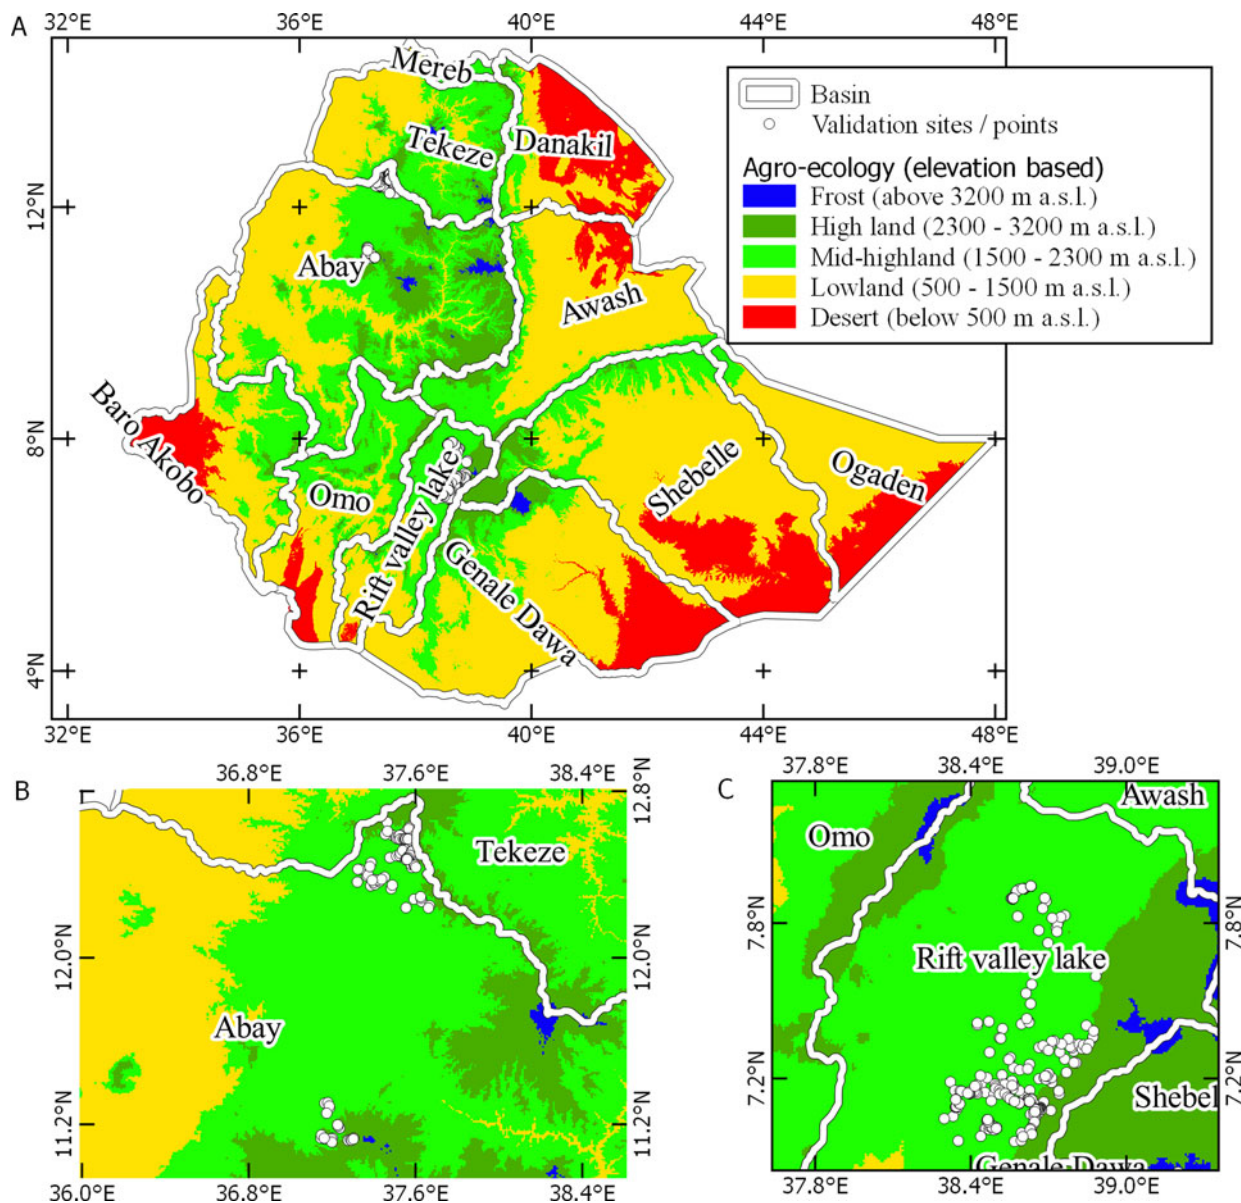 A
32°E 36°E 40°E 44°E 48°E
12°N
8°N
4°N
Mereb
Tekeze
Danakil
Abay
Awash
Baro Akobo
Omo
Rift valley lake
Shebelle
Ogaden
Genale Dawa
Basin
Validation sites / points
Agro-ecology (elevation based)
Frost (above 3200 m a.s.l.)
High land (2300 - 3200 m a.s.l.)
Mid-highland (1500 - 2300 m a.s.l.)
Lowland (500 - 1500 m a.s.l.)
Desert (below 500 m a.s.l.)
32°E 36°E 40°E 44°E 48°E
B
36.8°E 37.6°E 38.4°E
12.8°N
12.0°N 12.0°N
11.2°N 11.2°N
Tekeze
Abay
36.0°E 36.8°E 37.6°E 38.4°E
C
37.8°E 38.4°E 39.0°E
7.8°N 7.8°N
7.2°N 7.2°N
Awash
Omo
Rift valley lake
Shebel
Genale Dawa
37.8°E 38.4°E 39.0°E